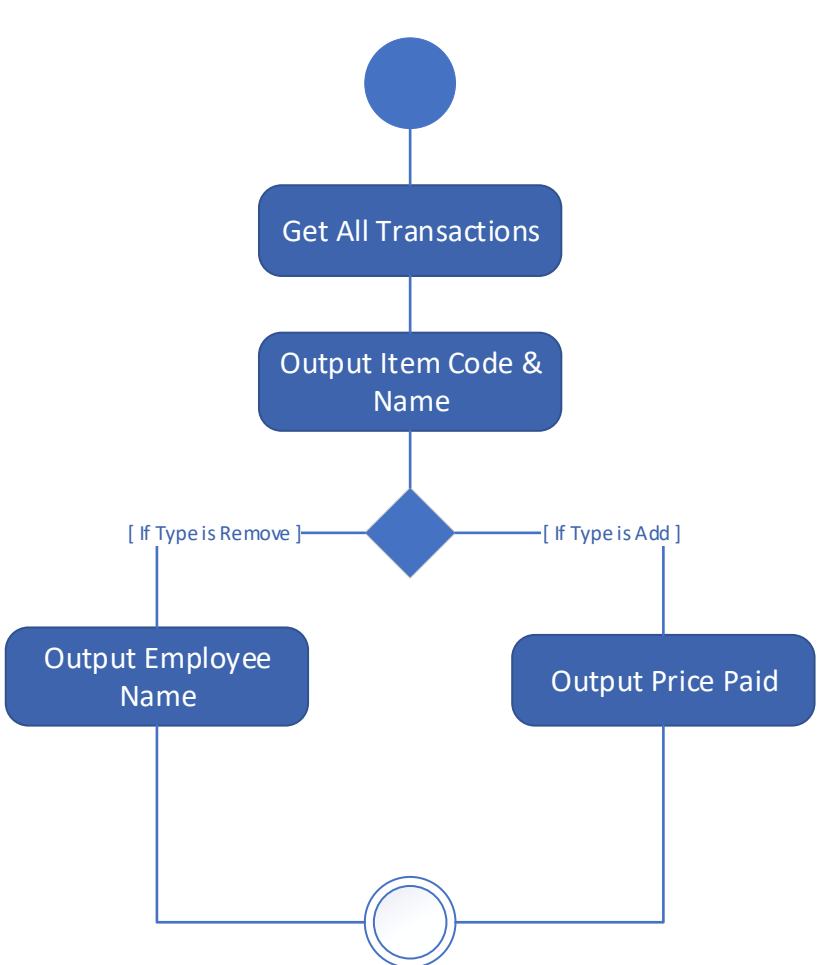 Get All Transactions
Output Item Code &
Name
[ If Type is Remove ]
[ If Type is Add ]
Output Employee
Name
Output Price Paid